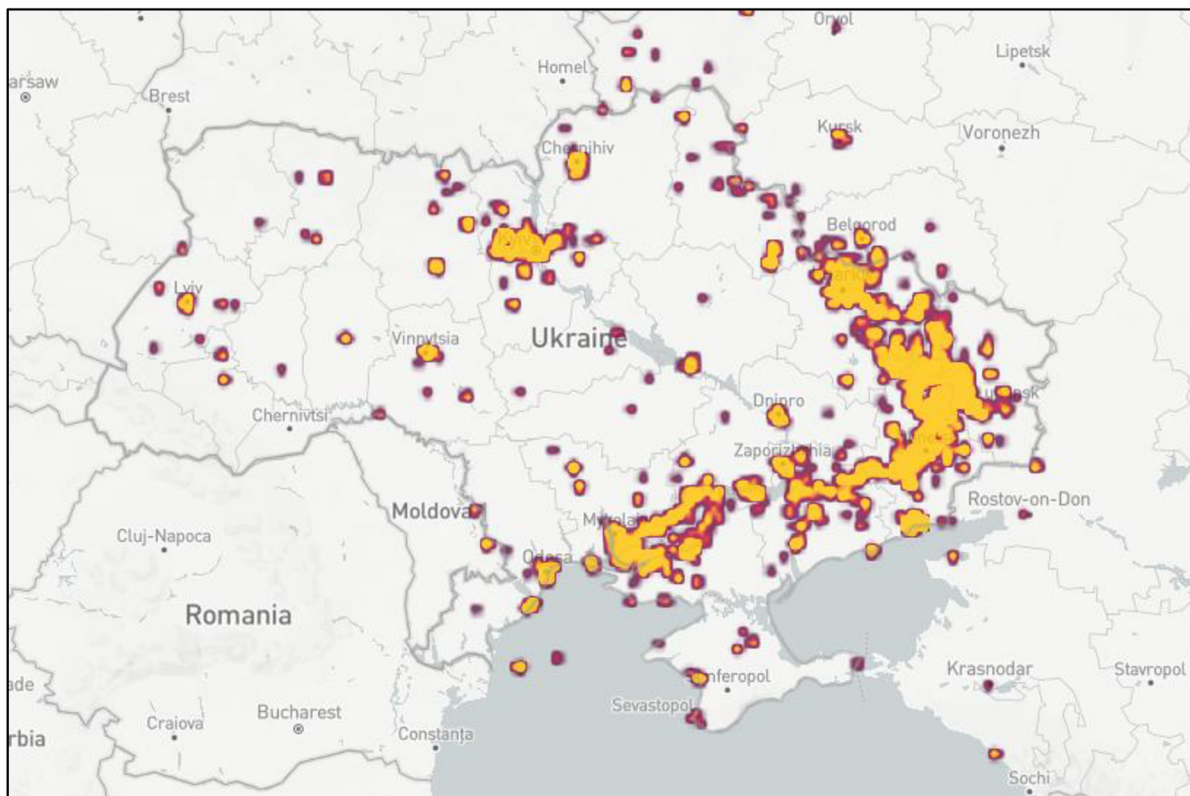 Oryol
Lipetsk
Homel
arsaw
Brest
Kursk
Voronezh
Chernihiv
Belgorod
Kyiv
Lviv
Vinnytsia
Ukraine
Chernivtsi
Dnipro
Zaporizhzhia
Rostov-on-Don
Moldova
Cluj-Napoca
Odesa
Romania
Krasnodar
Stavropol
Simferopol
Sevastopol
ade
Bucharest
Craiova
Constanța
rbia
Sochi